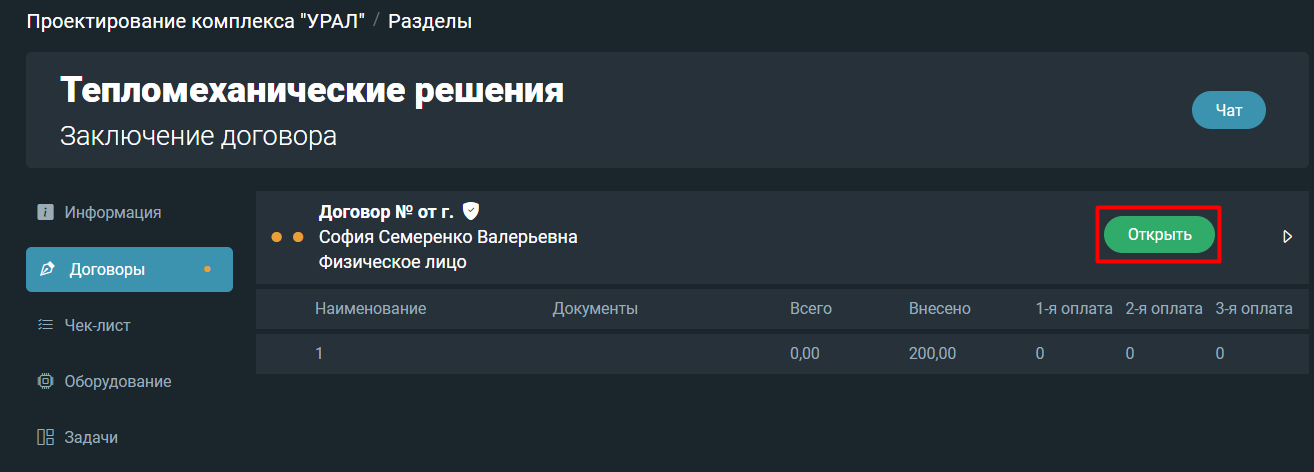 Проектирование комплекса "УРАЛ" / Разделы
Тепломеханические решения
Заключение договора
Чат
Информация
Договоры
Чек-лист
Оборудование
Задачи
Договор № от г.
София Семеренко Валерьевна
Физическое лицо
Открыть
Наименование Документы Всего Внесено 1-я оплата 2-я оплата 3-я оплата
1 0,00 200,00 0 0 0